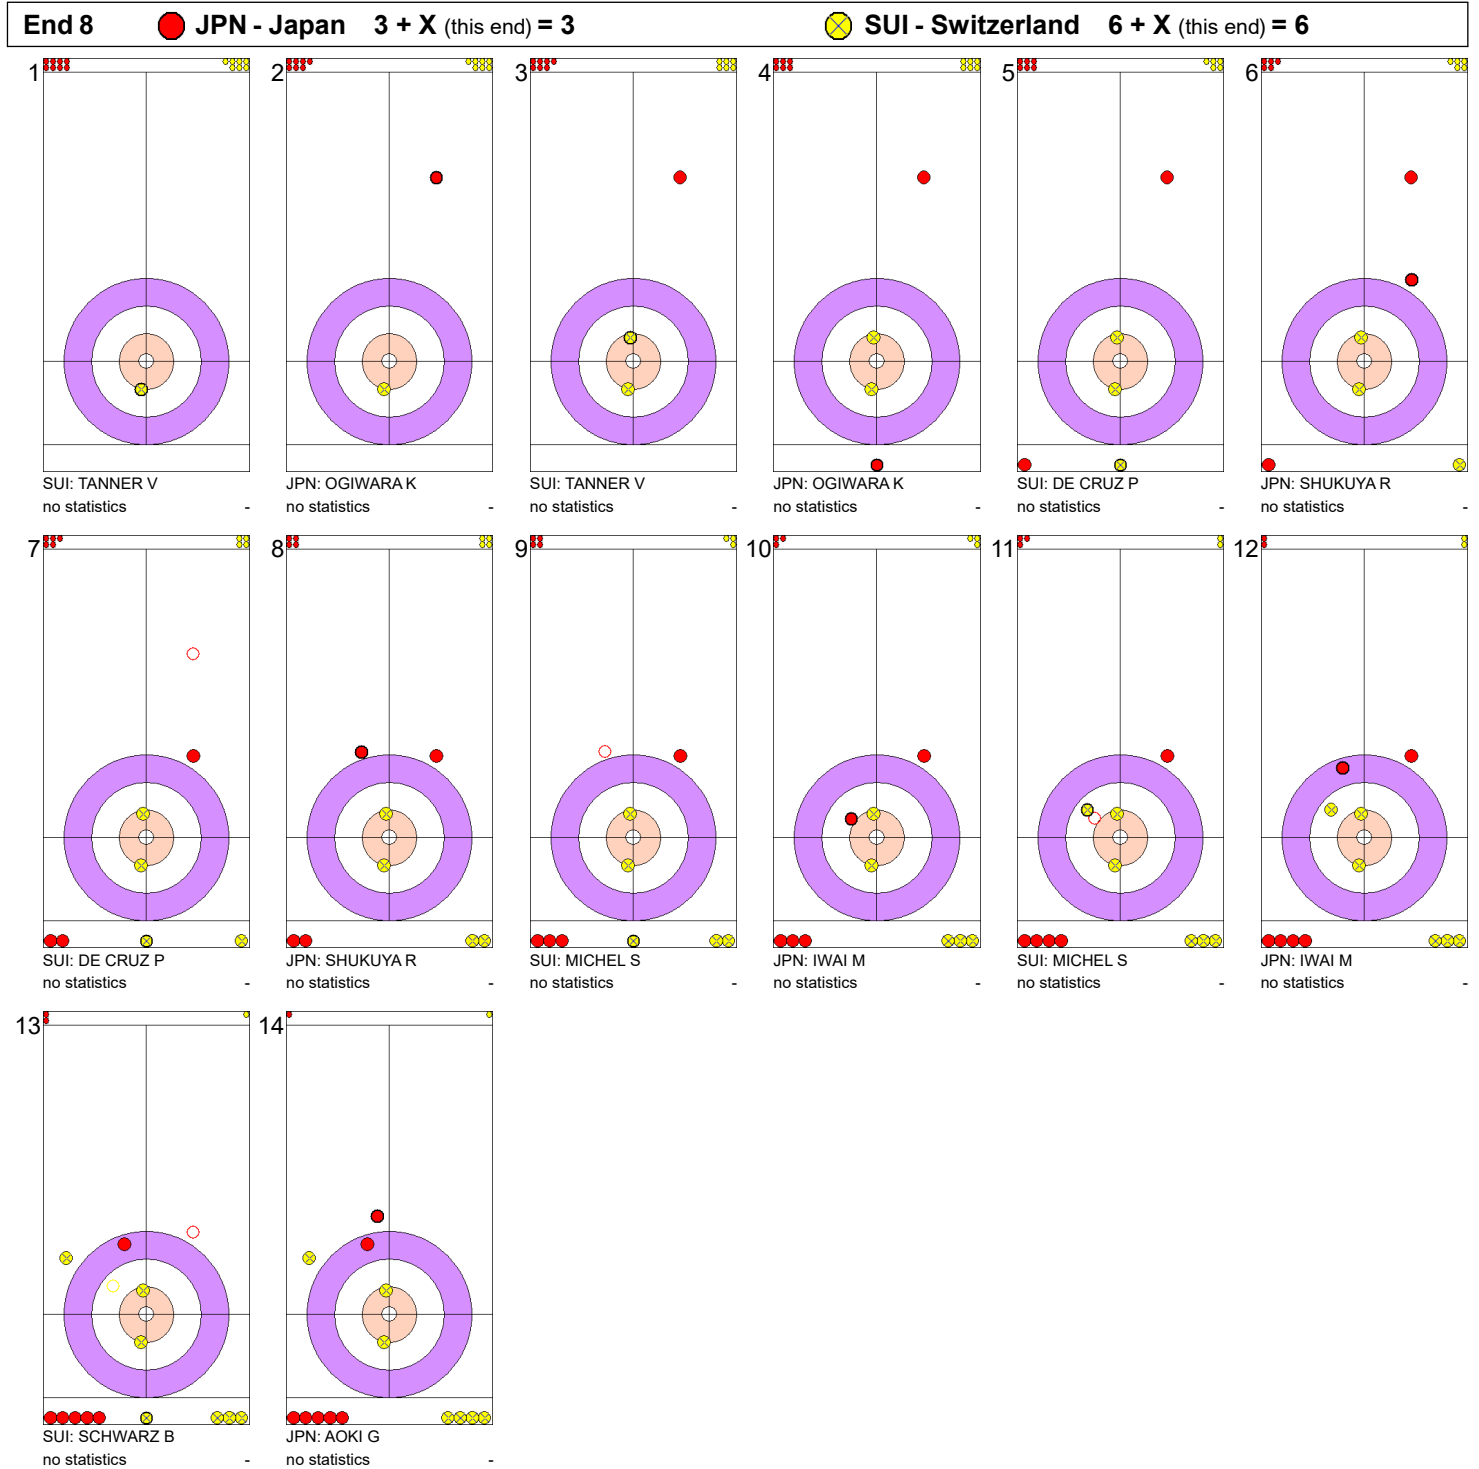 End 8 JPN - Japan 3 + X (this end) = 3 SUI - Switzerland 6 + X (this end) = 6
1 2 3 4 5 6
SUI: TANNER V JPN: OGIWARA K SUI: TANNER V JPN: OGIWARA K SUI: DE CRUZ P JPN: SHUKUYA R
no statistics - no statistics - no statistics - no statistics - no statistics - no statistics -
7 8 9 10 11 12
SUI: DE CRUZ P JPN: SHUKUYA R SUI: MICHEL S JPN: IWAI M SUI: MICHEL S JPN: IWAI M
no statistics - no statistics - no statistics - no statistics - no statistics - no statistics -
13 14
SUI: SCHWARZ B JPN: AOKI G
no statistics - no statistics -